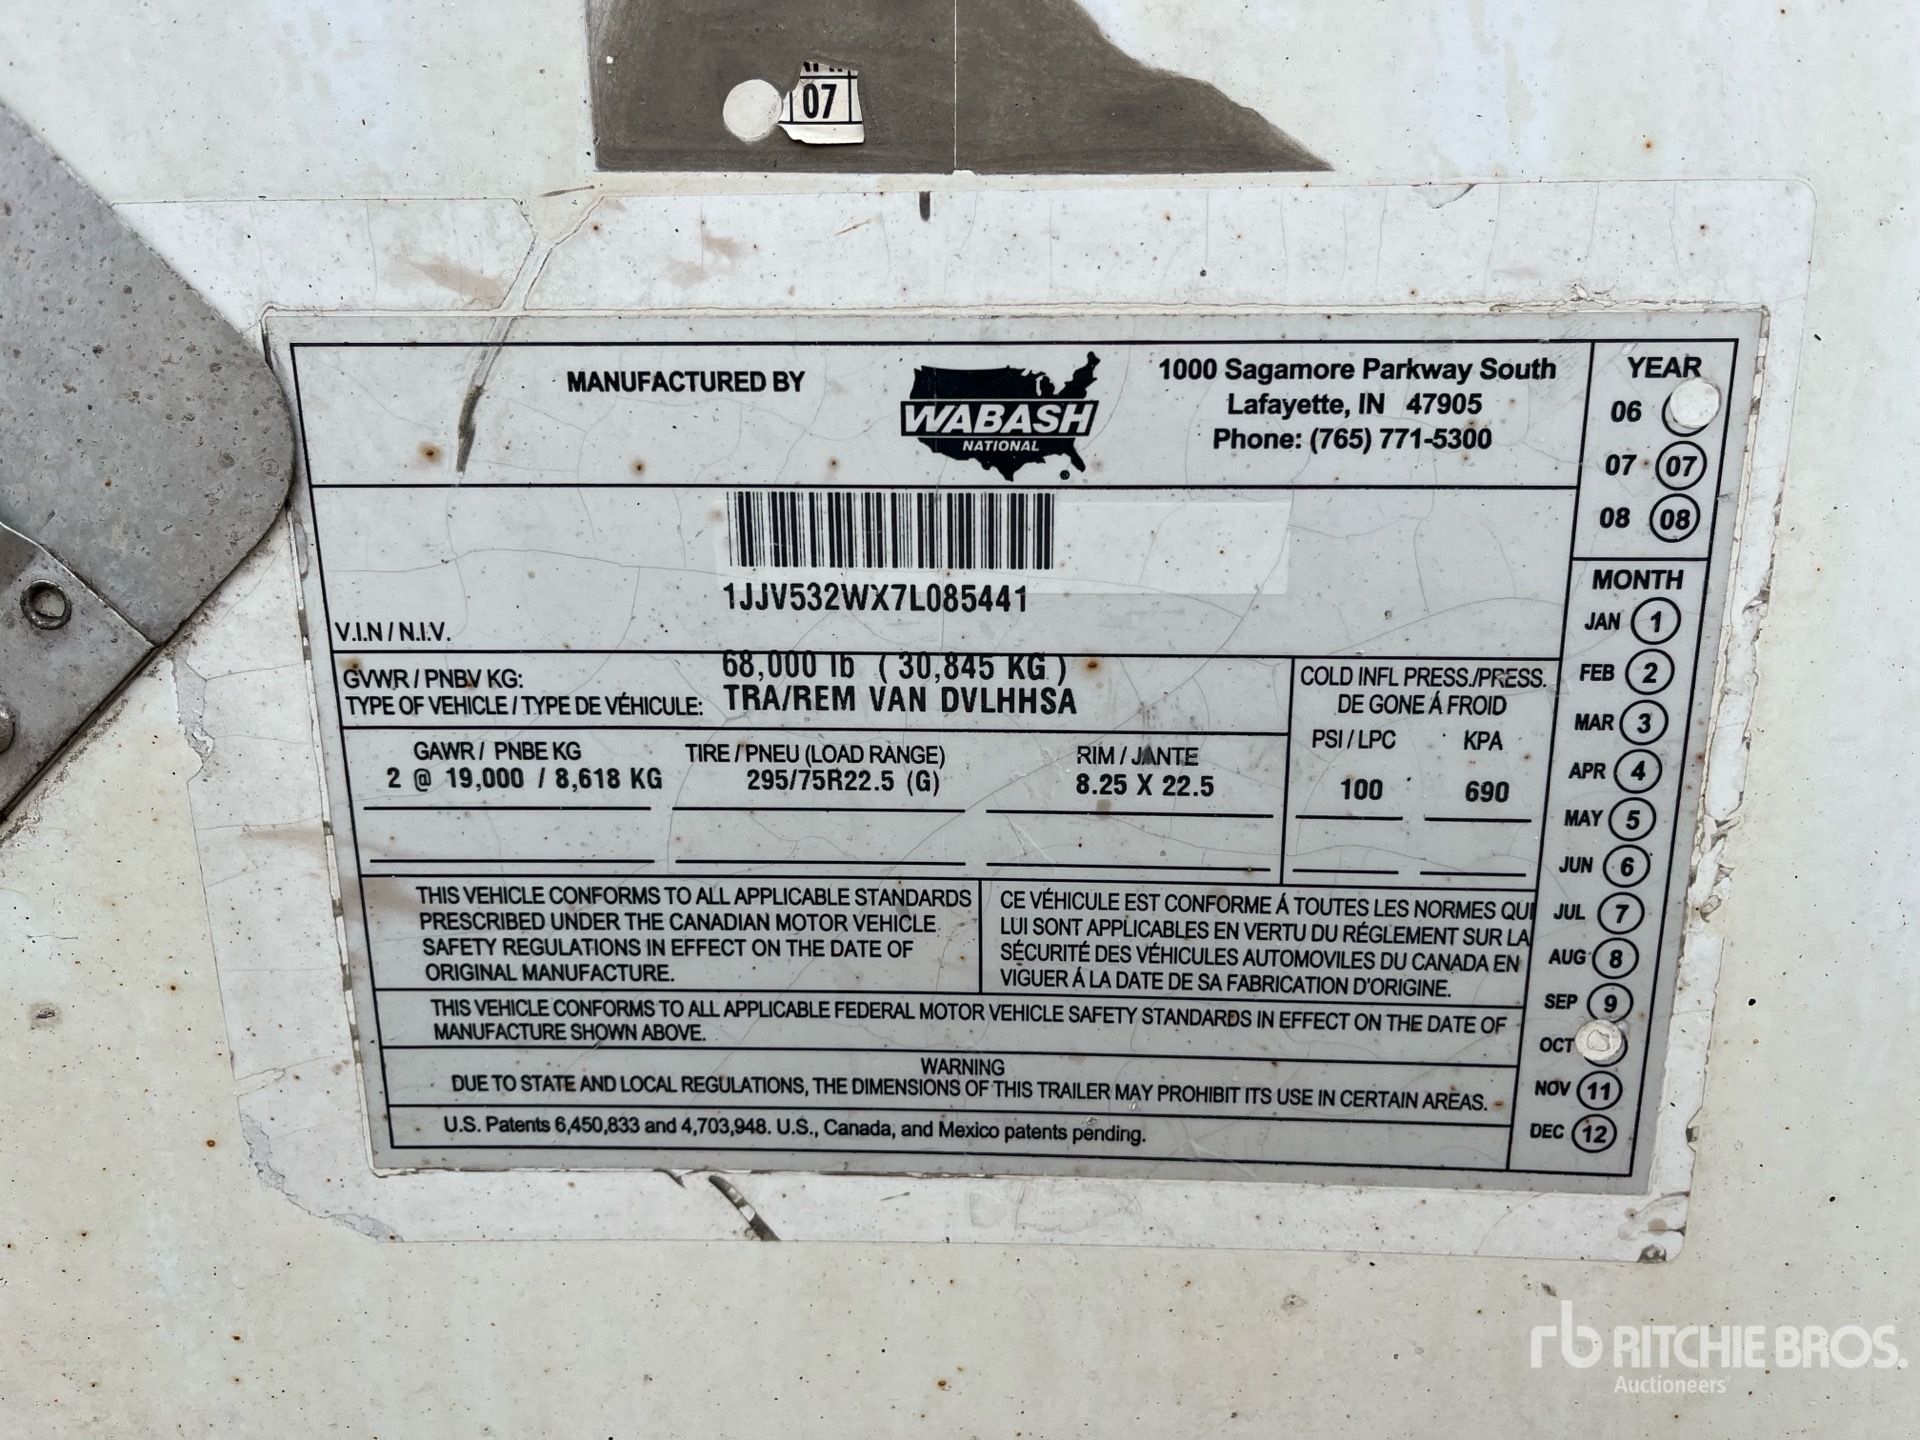 07
MANUFACTURED BY
WABASH
NATIONAL
®
1000 Sagamore Parkway South
Lafayette, IN 47905
Phone: (765) 771-5300
YEAR
06
07 07
08 08
1JJV532WX7L085441
V.I.N / N.I.V.
GVWR / PNBV KG: 68,000 lb ( 30,845 KG )
TYPE OF VEHICLE / TYPE DE VÉHICULE: TRA/REM VAN DVLHHSA
COLD INFL PRESS./PRESS.
DE GONE Á FROID
PSI / LPC KPA
100 690
GAWR / PNBE KG TIRE / PNEU (LOAD RANGE) RIM / JANTE
2 @ 19,000 / 8,618 KG 295/75R22.5 (G) 8.25 X 22.5
THIS VEHICLE CONFORMS TO ALL APPLICABLE STANDARDS
PRESCRIBED UNDER THE CANADIAN MOTOR VEHICLE
SAFETY REGULATIONS IN EFFECT ON THE DATE OF
ORIGINAL MANUFACTURE.
CE VÉHICULE EST CONFORME Á TOUTES LES NORMES QUI
LUI SONT APPLICABLES EN VERTU DU RÉGLEMENT SUR LA
SÉCURITÉ DES VÉHICULES AUTOMOVILES DU CANADA EN
VIGUER Á LA DATE DE SA FABRICATION D'ORIGINE.
THIS VEHICLE CONFORMS TO ALL APPLICABLE FEDERAL MOTOR VEHICLE SAFETY STANDARDS IN EFFECT ON THE DATE OF
MANUFACTURE SHOWN ABOVE.
WARNING
DUE TO STATE AND LOCAL REGULATIONS, THE DIMENSIONS OF THIS TRAILER MAY PROHIBIT ITS USE IN CERTAIN AREAS.
U.S. Patents 6,450,833 and 4,703,948. U.S., Canada, and Mexico patents pending.
MONTH
JAN 1
FEB 2
MAR 3
APR 4
MAY 5
JUN 6
JUL 7
AUG 8
SEP 9
OCT
NOV 11
DEC 12
rb RITCHIE BROS.
Auctioneers